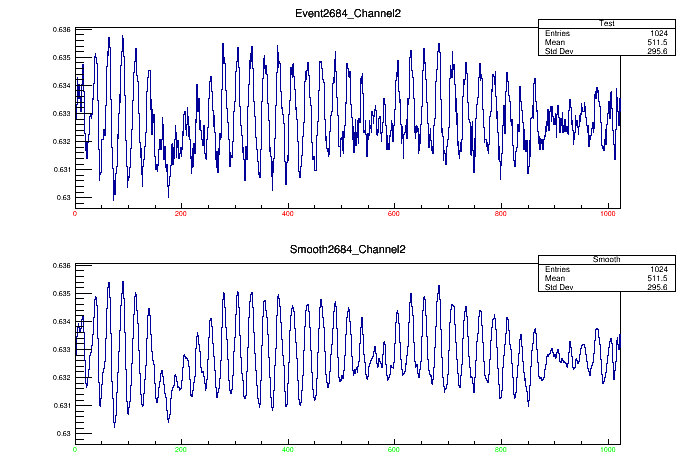 Event2684_Channel2
Test
Entries 1024
Mean 511.5
Std Dev 295.6
0.636
0.635
0.634
0.633
0.632
0.631
0.63
0 200 400 600 800 1000
Smooth2684_Channel2
Smooth
Entries 1024
Mean 511.5
Std Dev 295.6
0.636
0.635
0.634
0.633
0.632
0.631
0.63
0 200 400 600 800 1000